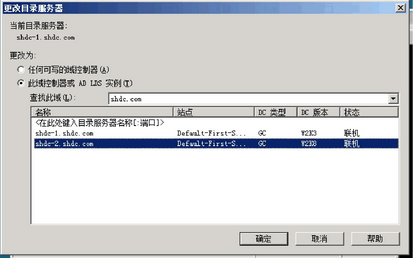 更改目录服务器
当前目录服务器:
shdc-1.shdc.com
更改为:
任何可写的域控制器(A)
此域控制器或 AD LDS 实例(T)
查找此域(L): shdc.com
名称 站点 DC 类型 DC 版本 状态
<在此处键入目录服务器名称[:端口]>
shdc-1.shdc.com Default-First-S... GC W2K3 联机
shdc-2.shdc.com Default-First-S... GC W2K8 联机
确定 取消 帮助